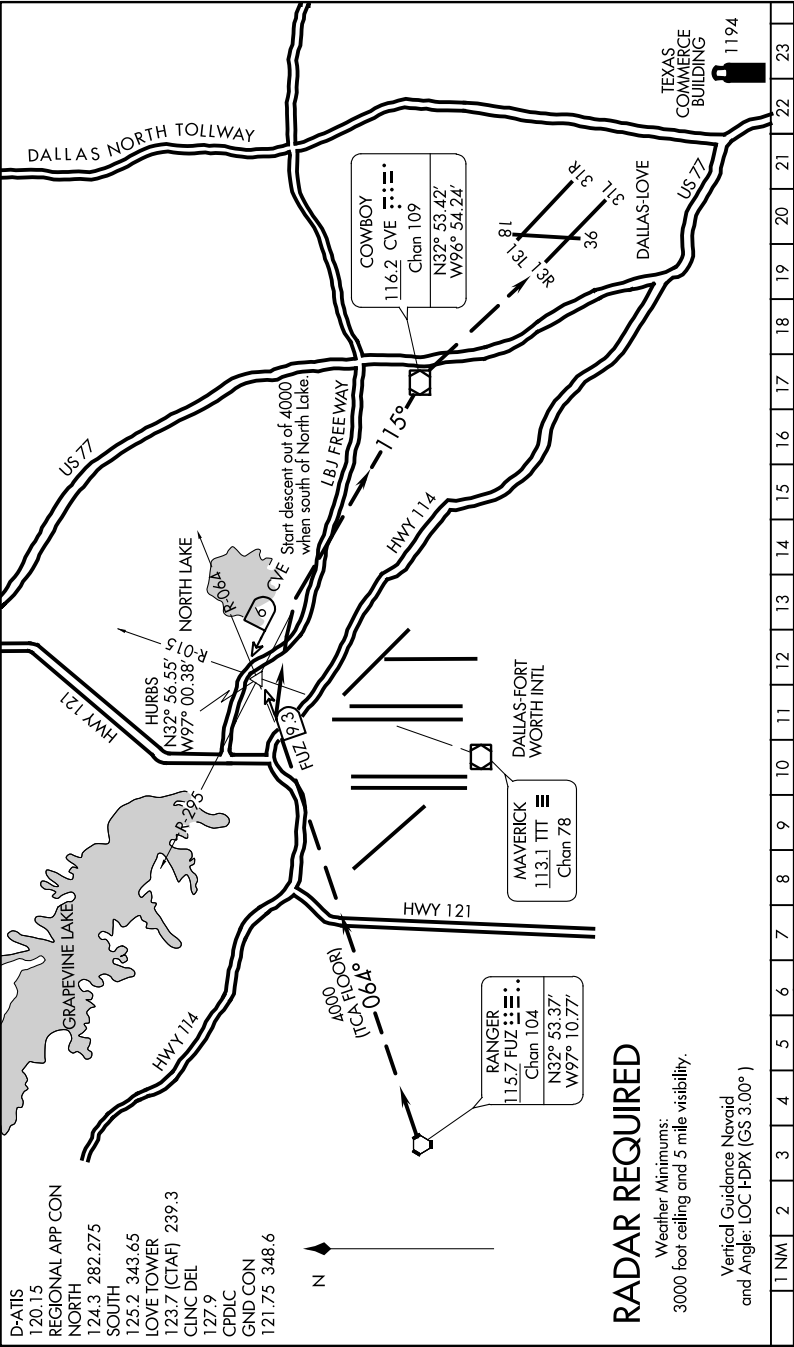 D-ATIS
120.15
REGIONAL APP CON
NORTH
124.3 282.275
SOUTH
125.2 343.65
LOVE TOWER
123.7 (CTAF) 239.3
CLNC DEL
127.9
CPDLC
GND CON
121.75 348.6
N
GRAPEVINE LAKE
HWY 114
R-295
HWY 121
HURBS
N32° 56.55'
W97° 00.38'
R-015
NORTH LAKE
R-064
6 CVE
FUZ 9.3
Start descent out of 4000
when south of North Lake.
US 77
LBJ FREEWAY
115°
DALLAS NORTH TOLLWAY
COWBOY
116.2 CVE
Chan 109
N32° 53.42'
W96° 54.24'
18
36
13L
13R
31R
31L
DALLAS-LOVE
US 77
TEXAS
COMMERCE
BUILDING
1194
HWY 114
4000
(TCA FLOOR)
064°
HWY 121
RANGER
115.7 FUZ
Chan 104
N32° 53.37'
W97° 10.77'
MAVERICK
113.1 TTT
Chan 78
DALLAS-FORT
WORTH INTL
RADAR REQUIRED
Weather Minimums:
3000 foot ceiling and 5 mile visibility.
Vertical Guidance Navaid
and Angle: LOC I-DPX (GS 3.00° )
1 NM 2 3 4 5 6 7 8 9 10 11 12 13 14 15 16 17 18 19 20 21 22 23